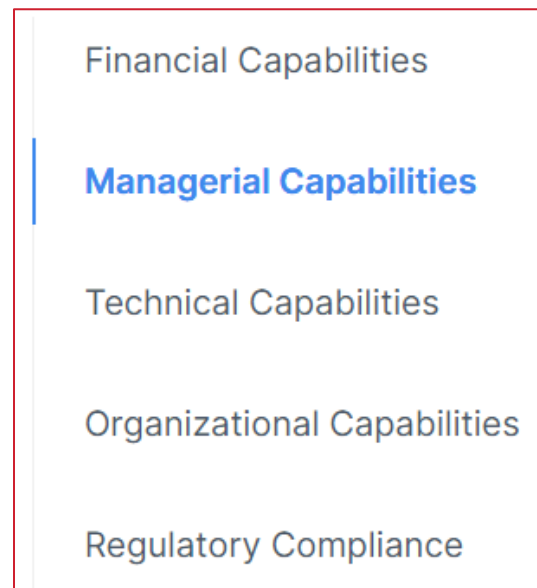 Financial Capabilities
Managerial Capabilities
Technical Capabilities
Organizational Capabilities
Regulatory Compliance